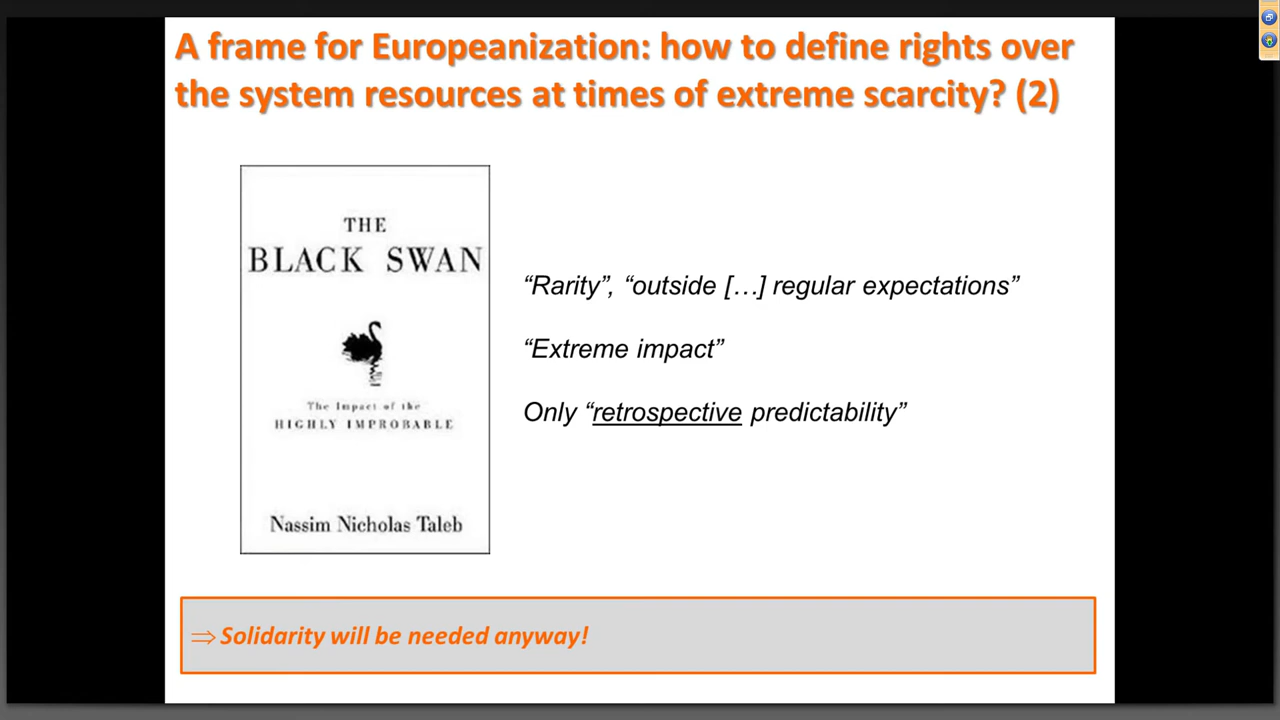 A frame for Europeanization: how to define rights over
the system resources at times of extreme scarcity? (2)
THE
BLACK SWAN
The Impact of the
HIGHLY IMPROBABLE
Nassim Nicholas Taleb
“Rarity”, “outside […] regular expectations”
“Extreme impact”
Only “retrospective predictability”
⇒ Solidarity will be needed anyway!